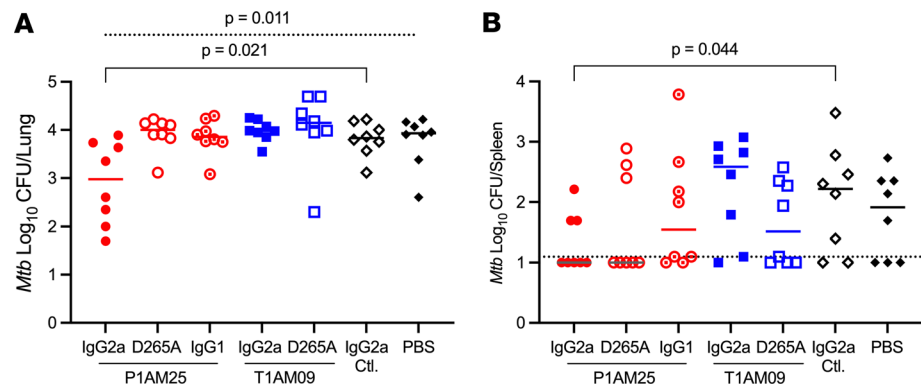 A
p = 0.011
p = 0.021
Mtb Log10 CFU/Lung
5
4
3
2
1
0
IgG2a D265A IgG1 IgG2a D265A IgG2a Ctl. PBS
P1AM25 T1AM09
B
p = 0.044
Mtb Log10 CFU/Spleen
4
3
2
1
0
IgG2a D265A IgG1 IgG2a D265A IgG2a Ctl. PBS
P1AM25 T1AM09